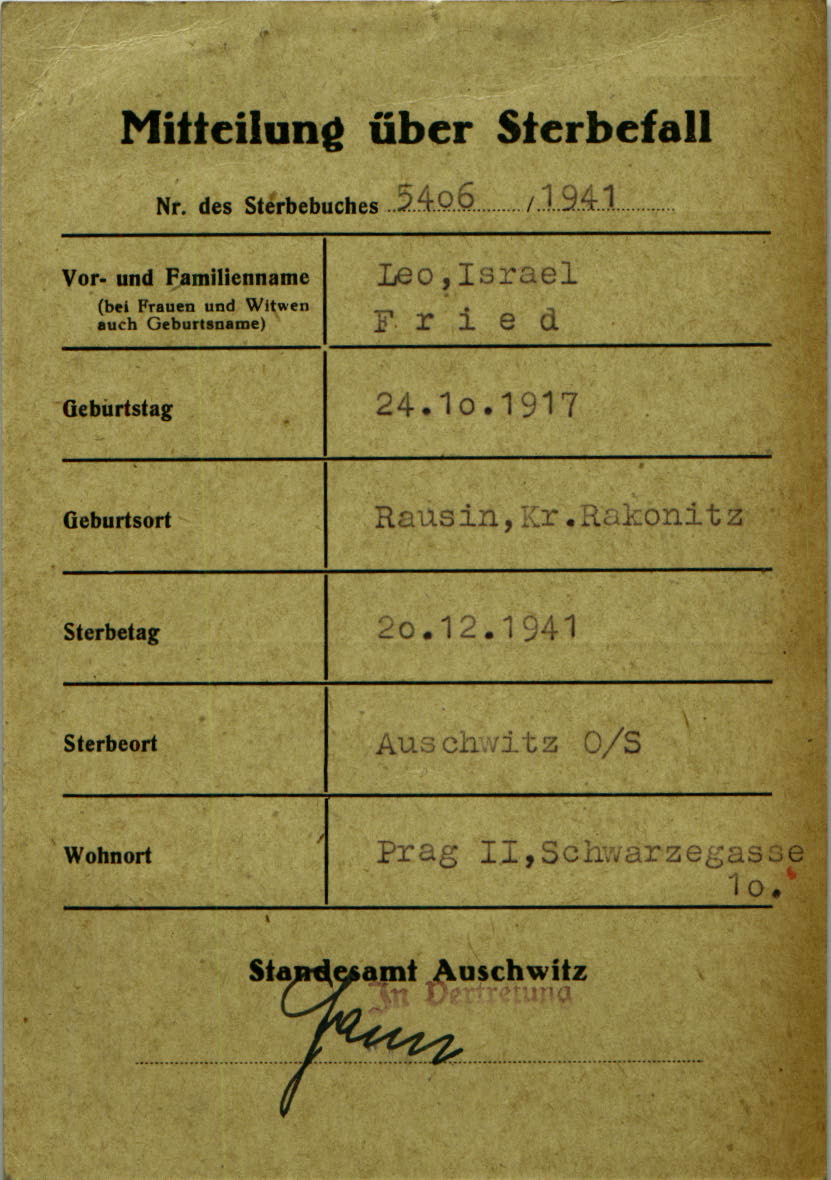 Mitteilung über Sterbefall
Nr. des Sterbebuches 54o6 / 1941
Vor- und Familienname
(bei Frauen und Witwen
auch Geburtsname)
Leo,Israel
F r i e d
Geburtstag 24.1o.1917
Geburtsort Rausin,Kr.Rakonitz
Sterbetag 2o.12.1941
Sterbeort Auschwitz O/S
Wohnort Prag II,Schwarzegasse
1o.
Standesamt Auschwitz
In Vertretung